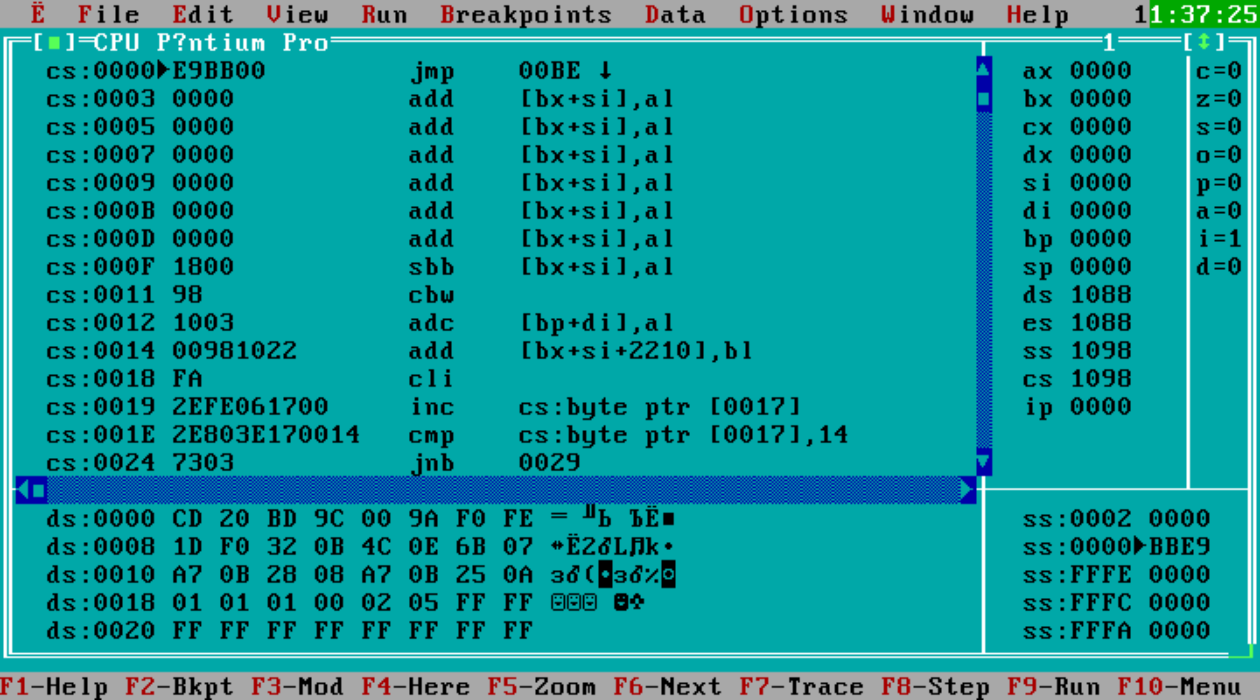 Ë File Edit View Run Breakpoints Data Options Window Help 11:37:25
[■]=CPU P?ntium Pro 1 [↕]
cs:0000►E9BB00 jmp 00BE ↓ ax 0000 c=0
cs:0003 0000 add [bx+si],al bx 0000 z=0
cs:0005 0000 add [bx+si],al cx 0000 s=0
cs:0007 0000 add [bx+si],al dx 0000 o=0
cs:0009 0000 add [bx+si],al si 0000 p=0
cs:000B 0000 add [bx+si],al di 0000 a=0
cs:000D 0000 add [bx+si],al bp 0000 i=1
cs:000F 1800 sbb [bx+si],al sp 0000 d=0
cs:0011 98 cbw ds 1088
cs:0012 1003 adc [bp+di],al es 1088
cs:0014 00981022 add [bx+si+2210],bl ss 1098
cs:0018 FA cli cs 1098
cs:0019 2EFE061700 inc cs:byte ptr [0017] ip 0000
cs:001E 2E803E170014 cmp cs:byte ptr [0017],14
cs:0024 7303 jnb 0029
ds:0000 CD 20 BD 9C 00 9A F0 FE = ╜Ь ЪЁ■ ss:0002 0000
ds:0008 1D F0 32 0B 4C 0E 6B 07 ↔Ё2♂L♫k• ss:0000►BBE9
ds:0010 A7 0B 28 08 A7 0B 25 0A з♂(◘з♂%◙ ss:FFFE 0000
ds:0018 01 01 01 00 02 05 FF FF ☺☺☺ ☻♣ ss:FFFC 0000
ds:0020 FF FF FF FF FF FF FF FF ss:FFFA 0000
F1-Help F2-Bkpt F3-Mod F4-Here F5-Zoom F6-Next F7-Trace F8-Step F9-Run F10-Menu